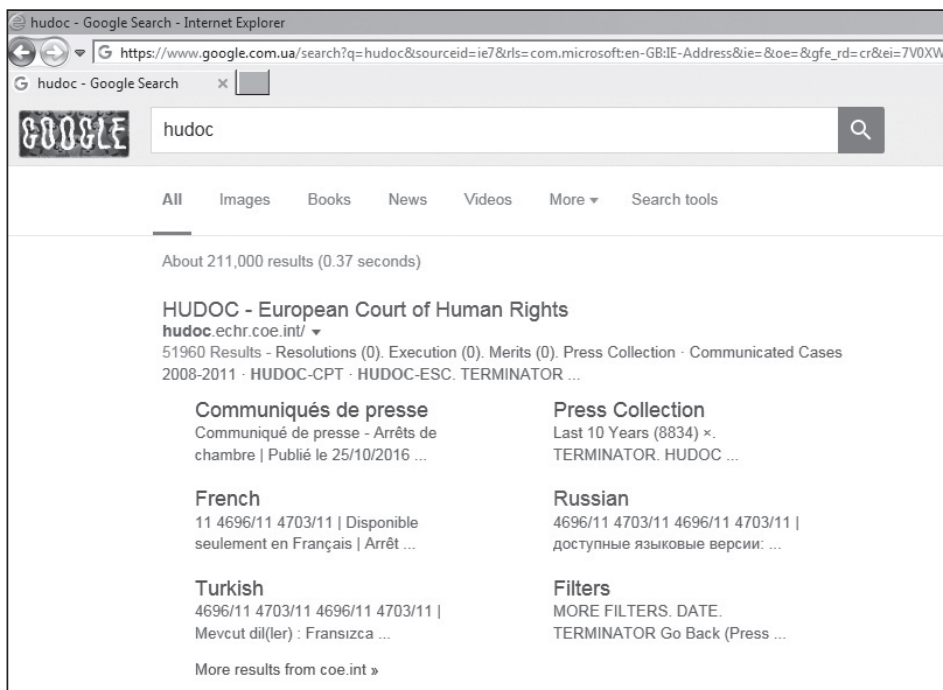 hudoc - Google Search - Internet Explorer
https://www.google.com.ua/search?q=hudoc&sourceid=ie7&rls=com.microsoft:en-GB:IE-Address&ie=&oe=&gfe_rd=cr&ei=7V0XW
hudoc - Google Search
GOOGLE hudoc
All Images Books News Videos More Search tools
About 211,000 results (0.37 seconds)
HUDOC - European Court of Human Rights
hudoc.echr.coe.int/
51960 Results - Resolutions (0). Execution (0). Merits (0). Press Collection · Communicated Cases
2008-2011 · HUDOC-CPT · HUDOC-ESC. TERMINATOR ...
Communiqués de presse
Communiqué de presse - Arrêts de
chambre | Publié le 25/10/2016 ...
Press Collection
Last 10 Years (8834) ×.
TERMINATOR. HUDOC ...
French
11 4696/11 4703/11 | Disponible
seulement en Français | Arrêt ...
Russian
4696/11 4703/11 4696/11 4703/11 |
доступные языковые версии: ...
Turkish
4696/11 4703/11 4696/11 4703/11 |
Mevcut dil(ler) : Fransızca ...
Filters
MORE FILTERS. DATE.
TERMINATOR Go Back (Press ...
More results from coe.int »